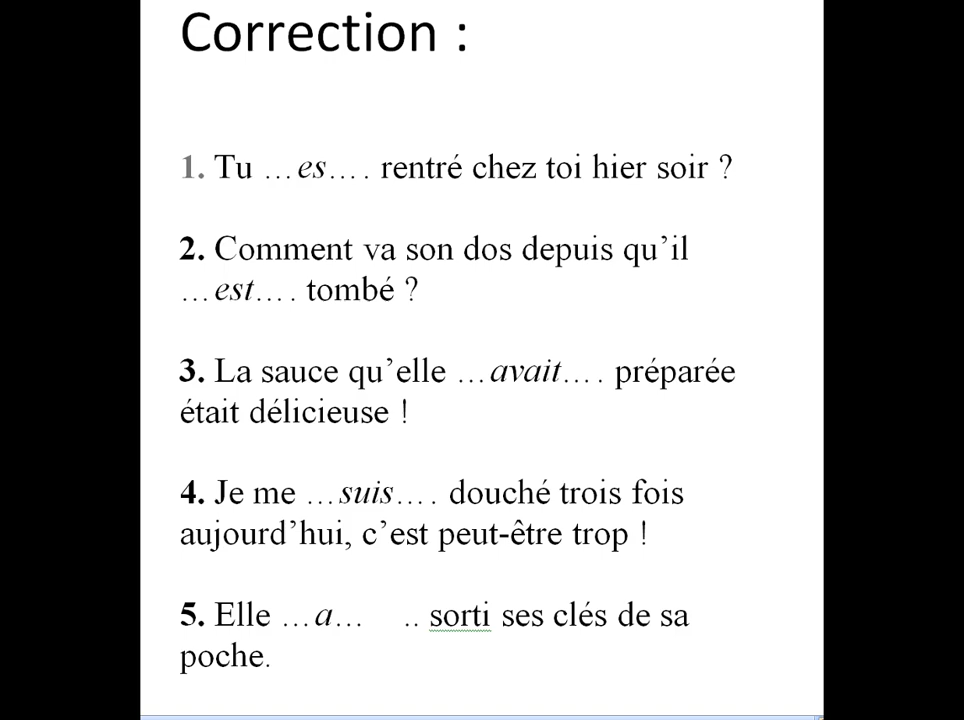 Correction :
1. Tu …es…. rentré chez toi hier soir ?
2. Comment va son dos depuis qu’il
…est…. tombé ?
3. La sauce qu’elle …avait…. préparée
était délicieuse !
4. Je me …suis…. douché trois fois
aujourd’hui, c’est peut-être trop !
5. Elle …a… .. sorti ses clés de sa
poche.